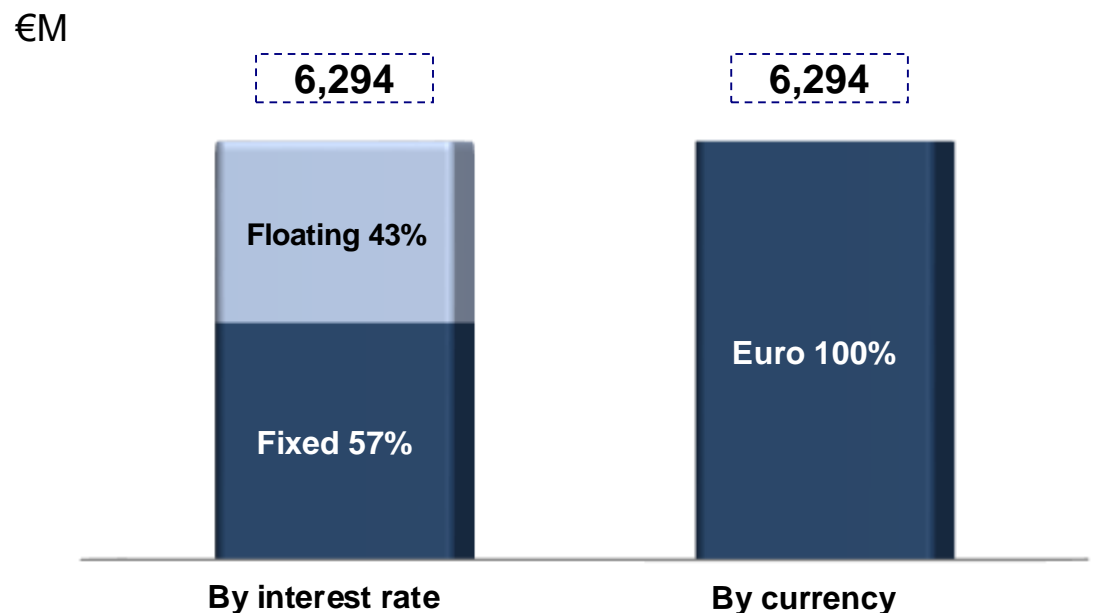 €M
6,294
6,294
Floating 43%
Euro 100%
Fixed 57%
By interest rate
By currency